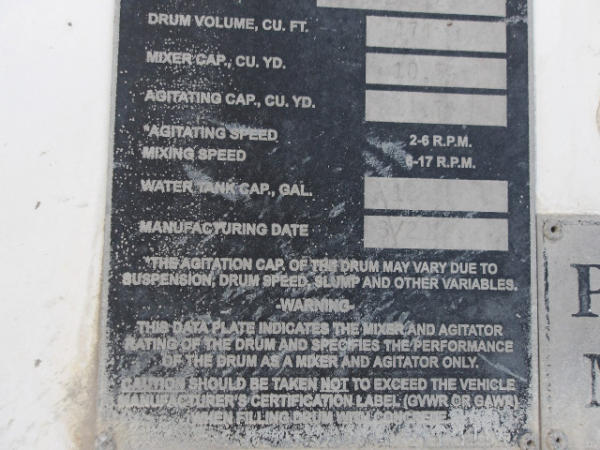 DRUM VOLUME, CU. FT.
MIXER CAP., CU. YD.
AGITATING CAP., CU. YD.
*AGITATING SPEED 2-6 R.P.M.
MIXING SPEED 6-17 R.P.M.
WATER TANK CAP., GAL.
MANUFACTURING DATE
*THE AGITATION CAP. OF THE DRUM MAY VARY DUE TO
SUSPENSION, DRUM SPEED, SLUMP AND OTHER VARIABLES.
-WARNING-
THIS DATA PLATE INDICATES THE MIXER AND AGITATOR
RATING OF THE DRUM AND SPECIFIES THE PERFORMANCE
OF THE DRUM AS A MIXER AND AGITATOR ONLY.
CAUTION SHOULD BE TAKEN NOT TO EXCEED THE VEHICLE
MANUFACTURER'S CERTIFICATION LABEL (GVWR OR GAWR)
WHEN FILLING DRUM WITH CONCRETE